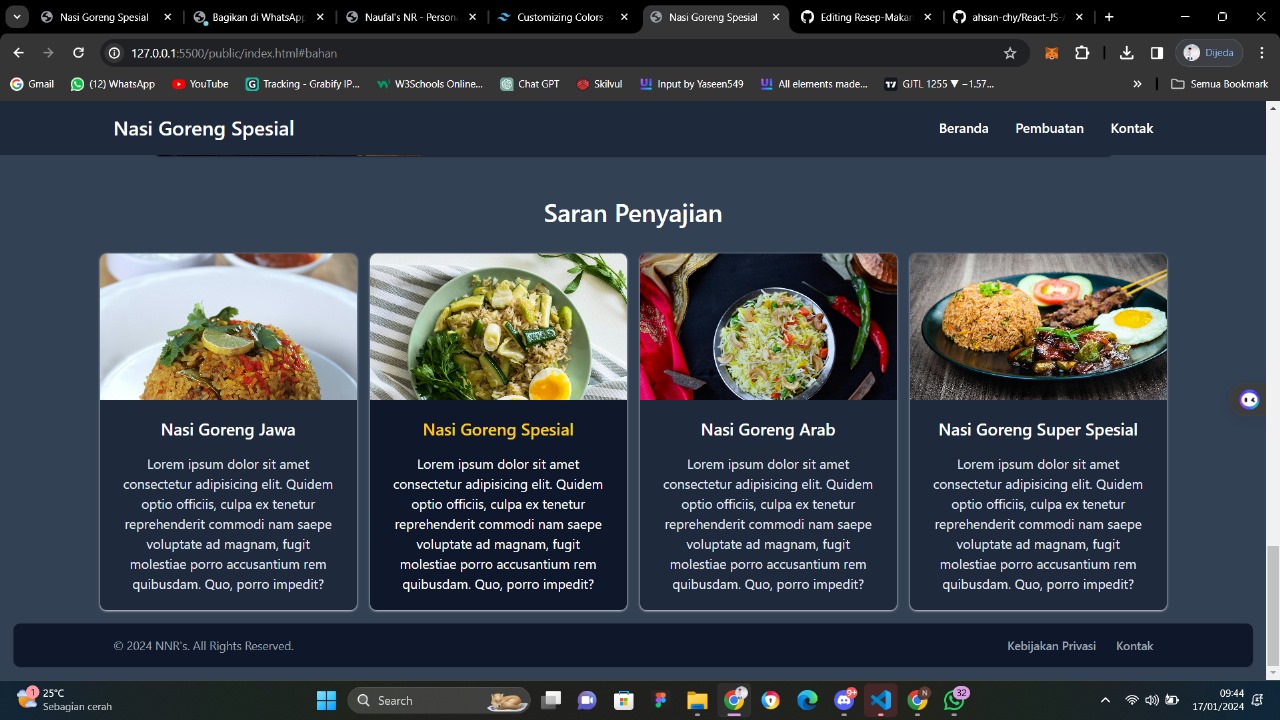 Nasi Goreng Spesial
Bagikan di WhatsApp
Naufal's NR - Persona
Customizing Colors -
Nasi Goreng Spesial
Editing Resep-Makan
ahsan-chy/React-JS-
127.0.0.1:5500/public/index.html#bahan
Dijeda
Gmail
(12) WhatsApp
YouTube
Tracking - Grabify IP...
W3Schools Online...
Chat GPT
Skilvul
Input by Yaseen549
All elements made...
GJTL 1255 ▼ −1.57...
»
Semua Bookmark
Nasi Goreng Spesial
Beranda
Pembuatan
Kontak
Saran Penyajian
Nasi Goreng Jawa
Lorem ipsum dolor sit amet
consectetur adipisicing elit. Quidem
optio officiis, culpa ex tenetur
reprehenderit commodi nam saepe
voluptate ad magnam, fugit
molestiae porro accusantium rem
quibusdam. Quo, porro impedit?
Nasi Goreng Spesial
Lorem ipsum dolor sit amet
consectetur adipisicing elit. Quidem
optio officiis, culpa ex tenetur
reprehenderit commodi nam saepe
voluptate ad magnam, fugit
molestiae porro accusantium rem
quibusdam. Quo, porro impedit?
Nasi Goreng Arab
Lorem ipsum dolor sit amet
consectetur adipisicing elit. Quidem
optio officiis, culpa ex tenetur
reprehenderit commodi nam saepe
voluptate ad magnam, fugit
molestiae porro accusantium rem
quibusdam. Quo, porro impedit?
Nasi Goreng Super Spesial
Lorem ipsum dolor sit amet
consectetur adipisicing elit. Quidem
optio officiis, culpa ex tenetur
reprehenderit commodi nam saepe
voluptate ad magnam, fugit
molestiae porro accusantium rem
quibusdam. Quo, porro impedit?
© 2024 NNR's. All Rights Reserved.
Kebijakan Privasi
Kontak
1
25°C
Sebagian cerah
Search
9+
N
32
09:44
17/01/2024